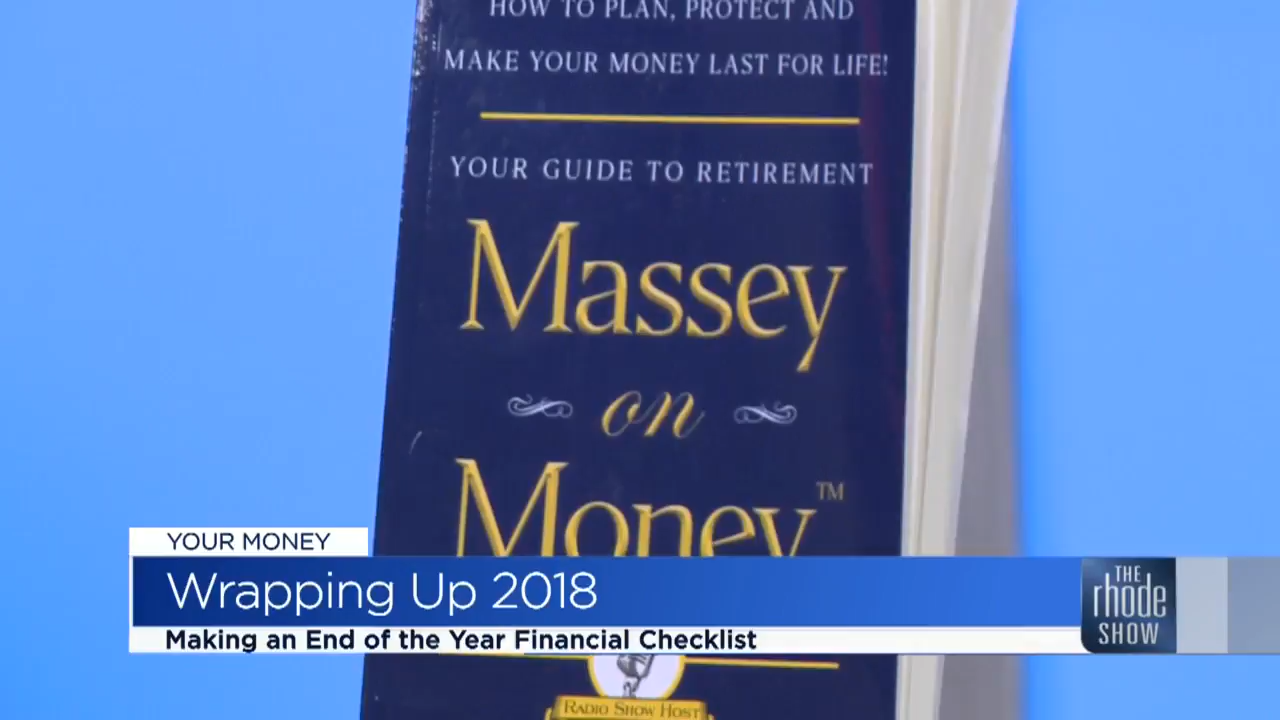 HOW TO PLAN, PROTECT AND
MAKE YOUR MONEY LAST FOR LIFE!
YOUR GUIDE TO RETIREMENT
Massey
on
Money™
YOUR MONEY
Wrapping Up 2018
Making an End of the Year Financial Checklist
THE
rhode
SHOW
RADIO SHOW HOST